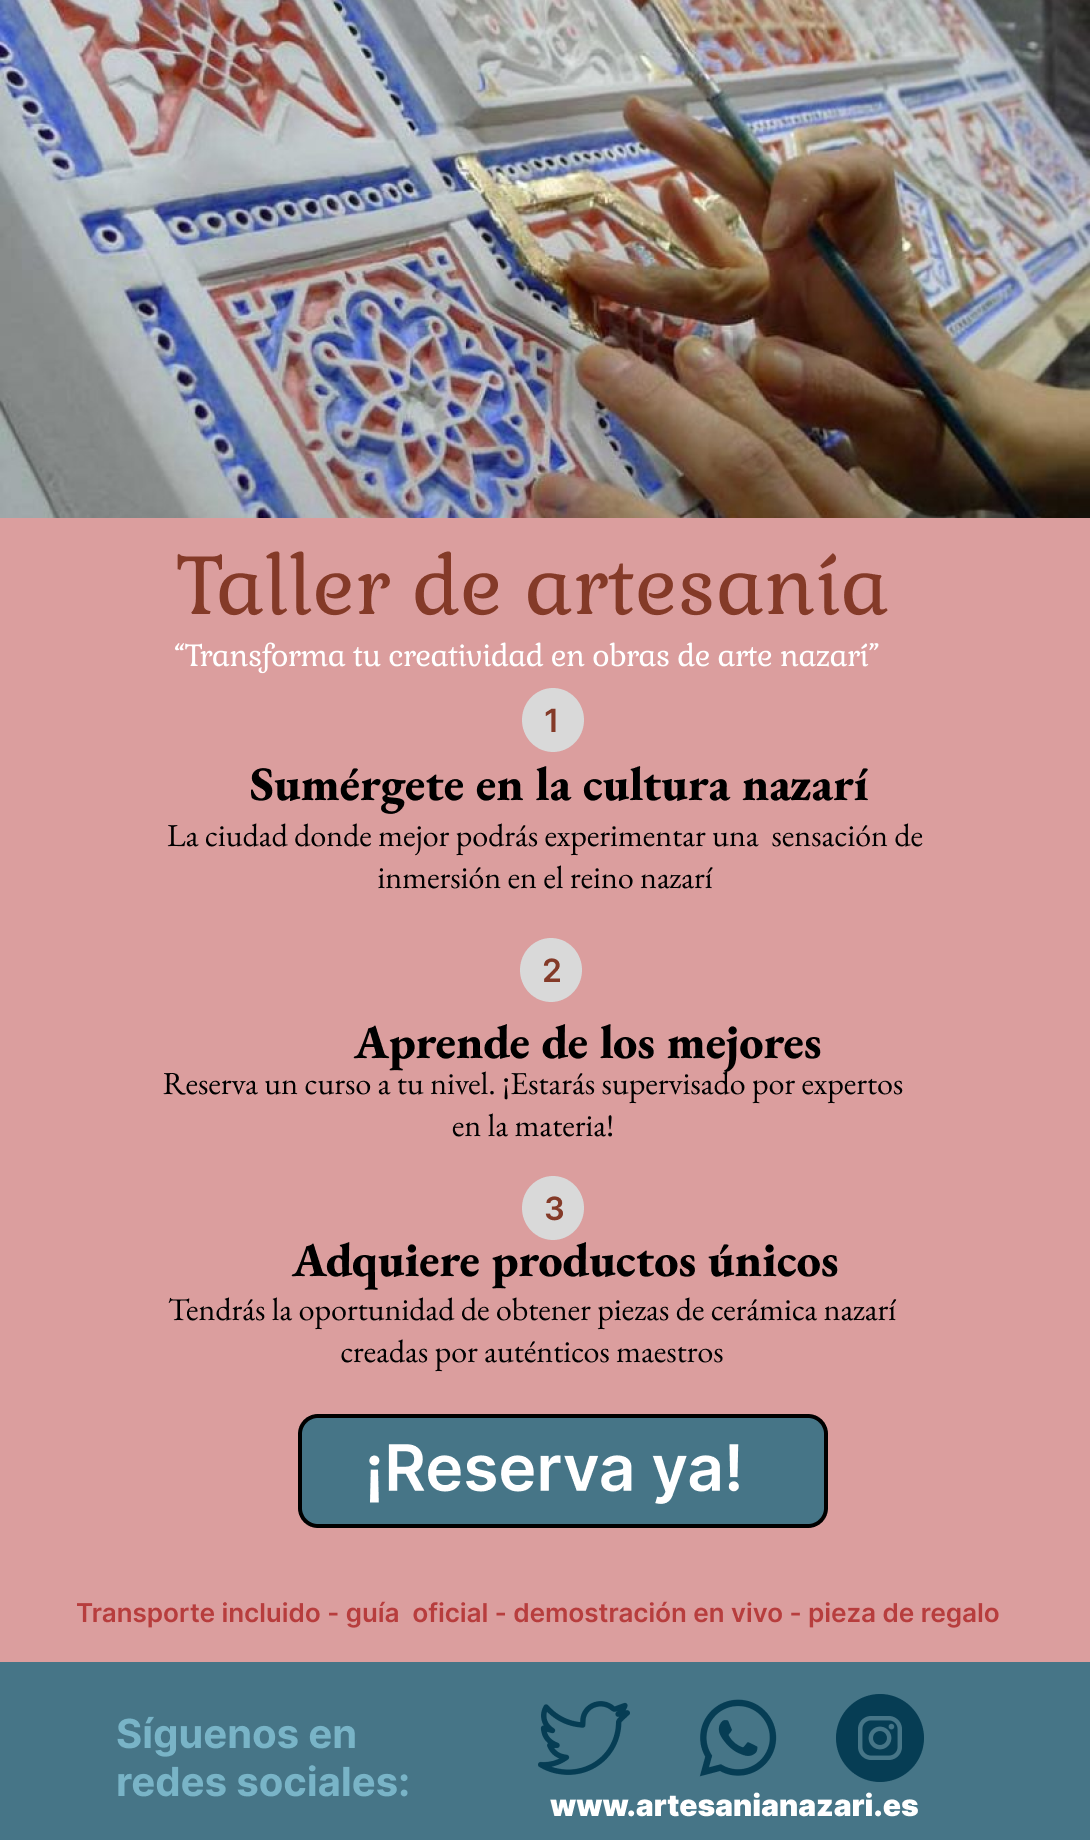 Taller de artesanía
“Transforma tu creatividad en obras de arte nazarí”
1
Sumérgete en la cultura nazarí
La ciudad donde mejor podrás experimentar una  sensación de
inmersión en el reino nazarí
2
Aprende de los mejores
Reserva un curso a tu nivel. ¡Estarás supervisado por expertos
en la materia!
3
Adquiere productos únicos
Tendrás la oportunidad de obtener piezas de cerámica nazarí
creadas por auténticos maestros
¡Reserva ya!
Transporte incluido - guía  oficial - demostración en vivo - pieza de regalo
Síguenos en
redes sociales:
www.artesanianazari.es